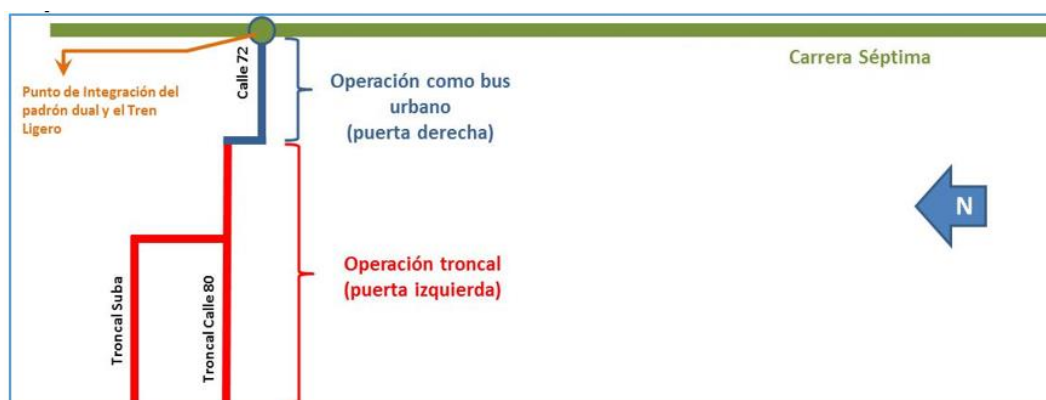 Carrera Séptima
Calle 72
Operación como bus
urbano
(puerta derecha)
Punto de Integración del
padrón dual y el Tren
Ligero
N
Operación troncal
(puerta izquierda)
Troncal Suba
Troncal Calle 80